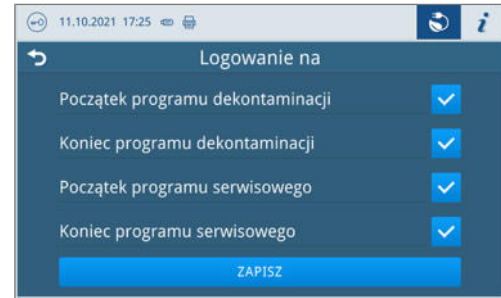 11.10.2021 17:25
Logowanie na
Początek programu dekontaminacji
Koniec programu dekontaminacji
Początek programu serwisowego
Koniec programu serwisowego
ZAPISZ